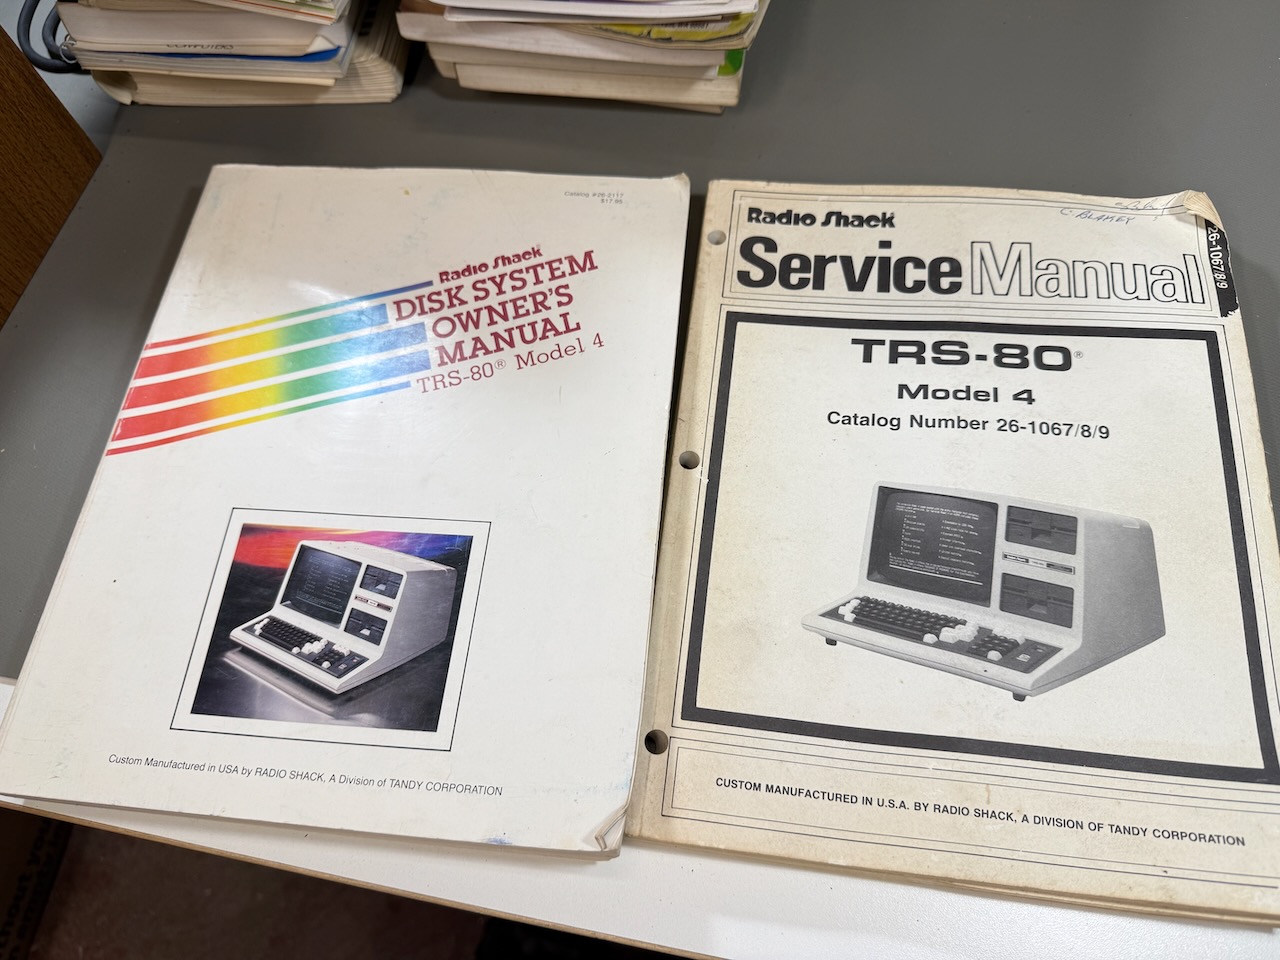 COMPUTERS
Catalog #26-2117
$17.95
Radio Shack®
DISK SYSTEM
OWNER'S
MANUAL
TRS-80® Model 4
Custom Manufactured in USA by RADIO SHACK, A Division of TANDY CORPORATION
C. BLAKEY
Radio Shack®
Service Manual
26-1067/8/9
TRS-80®
Model 4
Catalog Number 26-1067/8/9
CUSTOM MANUFACTURED IN U.S.A. BY RADIO SHACK, A DIVISION OF TANDY CORPORATION